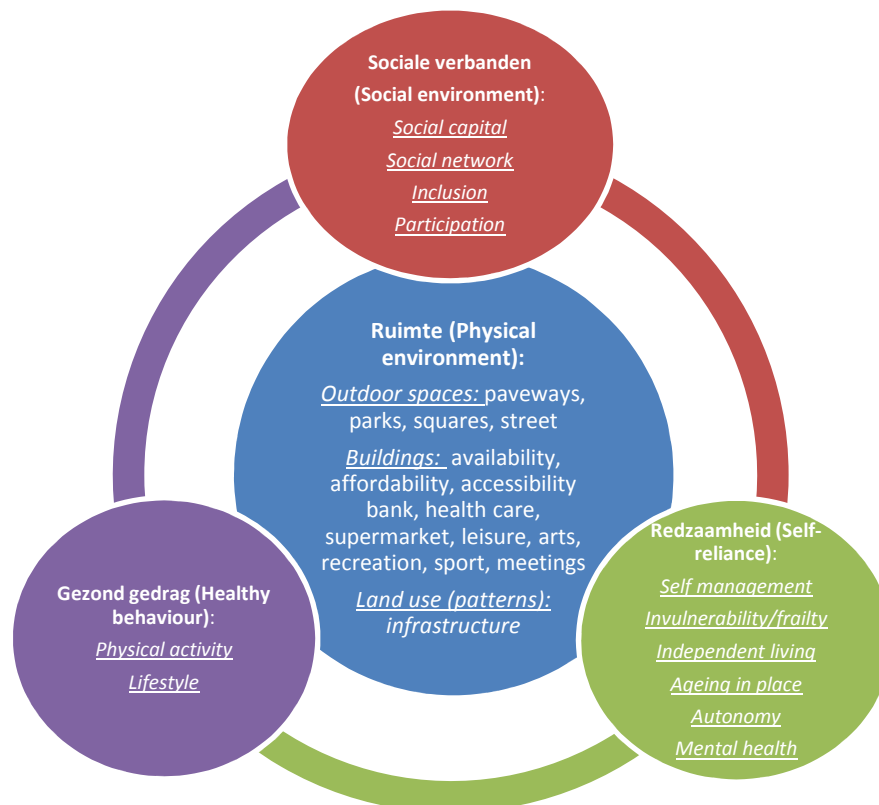 Sociale verbanden
(Social environment):
Social capital
Social network
Inclusion
Participation
Ruimte (Physical
environment):
Outdoor spaces: paveways,
parks, squares, street
Buildings: availability,
affordability, accessibility
bank, health care,
supermarket, leisure, arts,
recreation, sport, meetings
Land use (patterns):
infrastructure
Gezond gedrag (Healthy
behaviour):
Physical activity
Lifestyle
Redzaamheid (Self-
reliance):
Self management
Invulnerability/frailty
Independent living
Ageing in place
Autonomy
Mental health